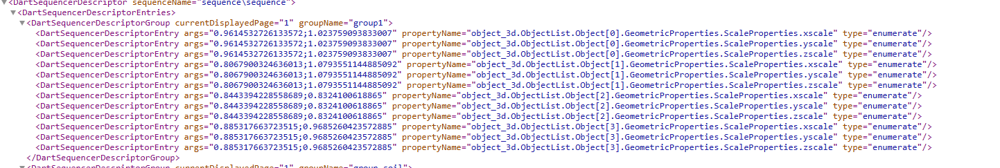 ▼<DartSequencerDescriptor sequenceName="sequence\sequence">
▼<DartSequencerDescriptorEntries>
▼<DartSequencerDescriptorGroup currentDisplayedPage="1" groupName="group1">
<DartSequencerDescriptorEntry args="0.9614532726133572;1.023759093833007" propertyName="object_3d.ObjectList.Object[0].GeometricProperties.ScaleProperties.xscale" type="enumerate"/>
<DartSequencerDescriptorEntry args="0.9614532726133572;1.023759093833007" propertyName="object_3d.ObjectList.Object[0].GeometricProperties.ScaleProperties.yscale" type="enumerate"/>
<DartSequencerDescriptorEntry args="0.9614532726133572;1.023759093833007" propertyName="object_3d.ObjectList.Object[0].GeometricProperties.ScaleProperties.zscale" type="enumerate"/>
<DartSequencerDescriptorEntry args="0.8067900324636013;1.0793551144885092" propertyName="object_3d.ObjectList.Object[1].GeometricProperties.ScaleProperties.xscale" type="enumerate"/>
<DartSequencerDescriptorEntry args="0.8067900324636013;1.0793551144885092" propertyName="object_3d.ObjectList.Object[1].GeometricProperties.ScaleProperties.yscale" type="enumerate"/>
<DartSequencerDescriptorEntry args="0.8067900324636013;1.0793551144885092" propertyName="object_3d.ObjectList.Object[1].GeometricProperties.ScaleProperties.zscale" type="enumerate"/>
<DartSequencerDescriptorEntry args="0.8443394228558689;0.8324100618865" propertyName="object_3d.ObjectList.Object[2].GeometricProperties.ScaleProperties.xscale" type="enumerate"/>
<DartSequencerDescriptorEntry args="0.8443394228558689;0.8324100618865" propertyName="object_3d.ObjectList.Object[2].GeometricProperties.ScaleProperties.yscale" type="enumerate"/>
<DartSequencerDescriptorEntry args="0.8443394228558689;0.8324100618865" propertyName="object_3d.ObjectList.Object[2].GeometricProperties.ScaleProperties.zscale" type="enumerate"/>
<DartSequencerDescriptorEntry args="0.885317663723515;0.9685260423572885" propertyName="object_3d.ObjectList.Object[3].GeometricProperties.ScaleProperties.xscale" type="enumerate"/>
<DartSequencerDescriptorEntry args="0.885317663723515;0.9685260423572885" propertyName="object_3d.ObjectList.Object[3].GeometricProperties.ScaleProperties.yscale" type="enumerate"/>
<DartSequencerDescriptorEntry args="0.885317663723515;0.9685260423572885" propertyName="object_3d.ObjectList.Object[3].GeometricProperties.ScaleProperties.zscale" type="enumerate"/>
</DartSequencerDescriptorGroup>
▼<DartSequencerDescriptorGroup currentDisplayedPage="1" groupName="group_soil">